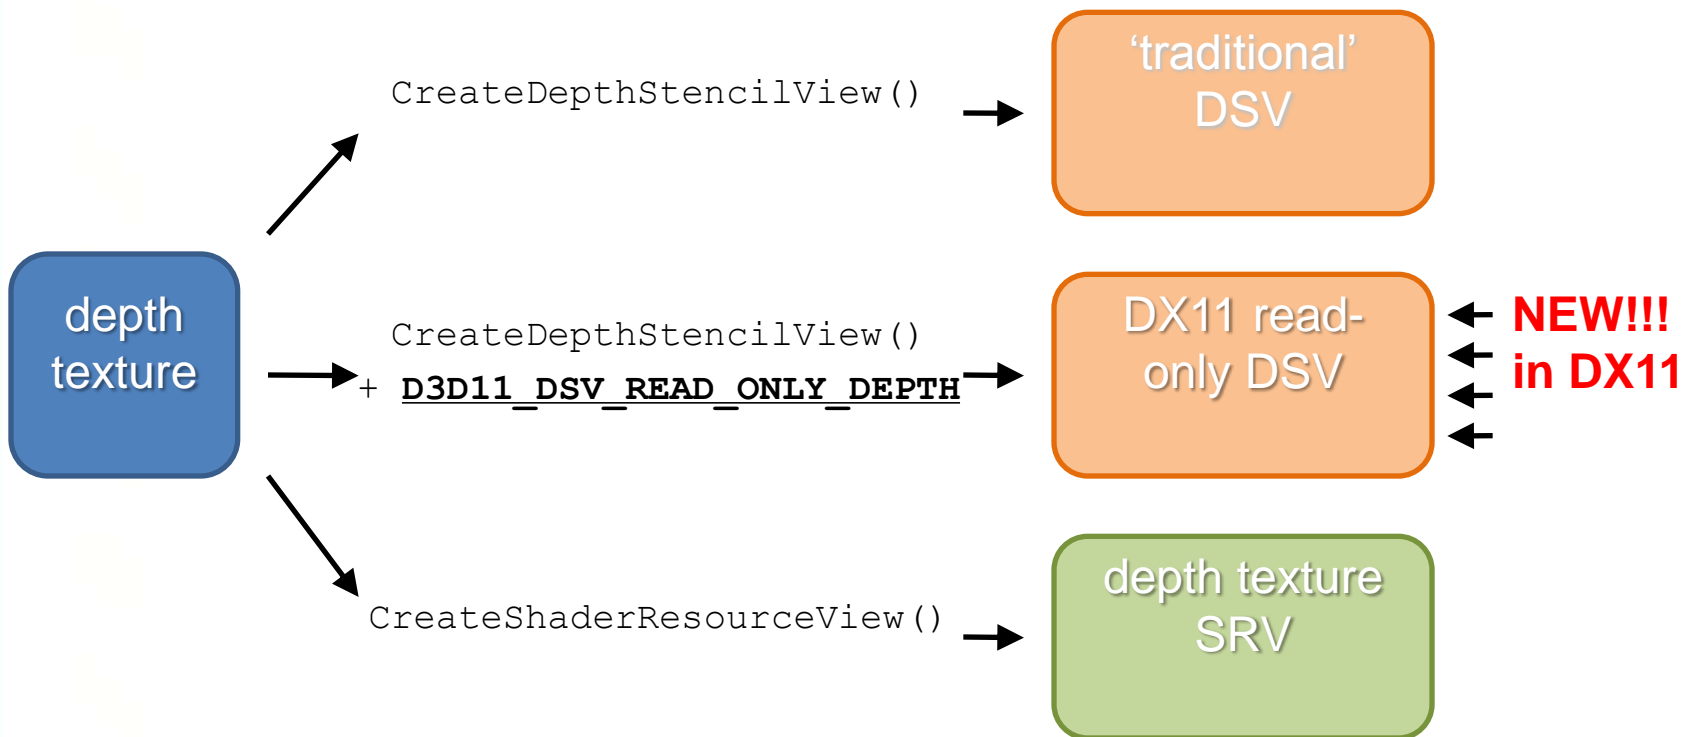 depth
texture
CreateDepthStencilView()
‘traditional’
DSV
CreateDepthStencilView()
+ D3D11_DSV_READ_ONLY_DEPTH
DX11 read-
only DSV
NEW!!!
in DX11
CreateShaderResourceView()
depth texture
SRV